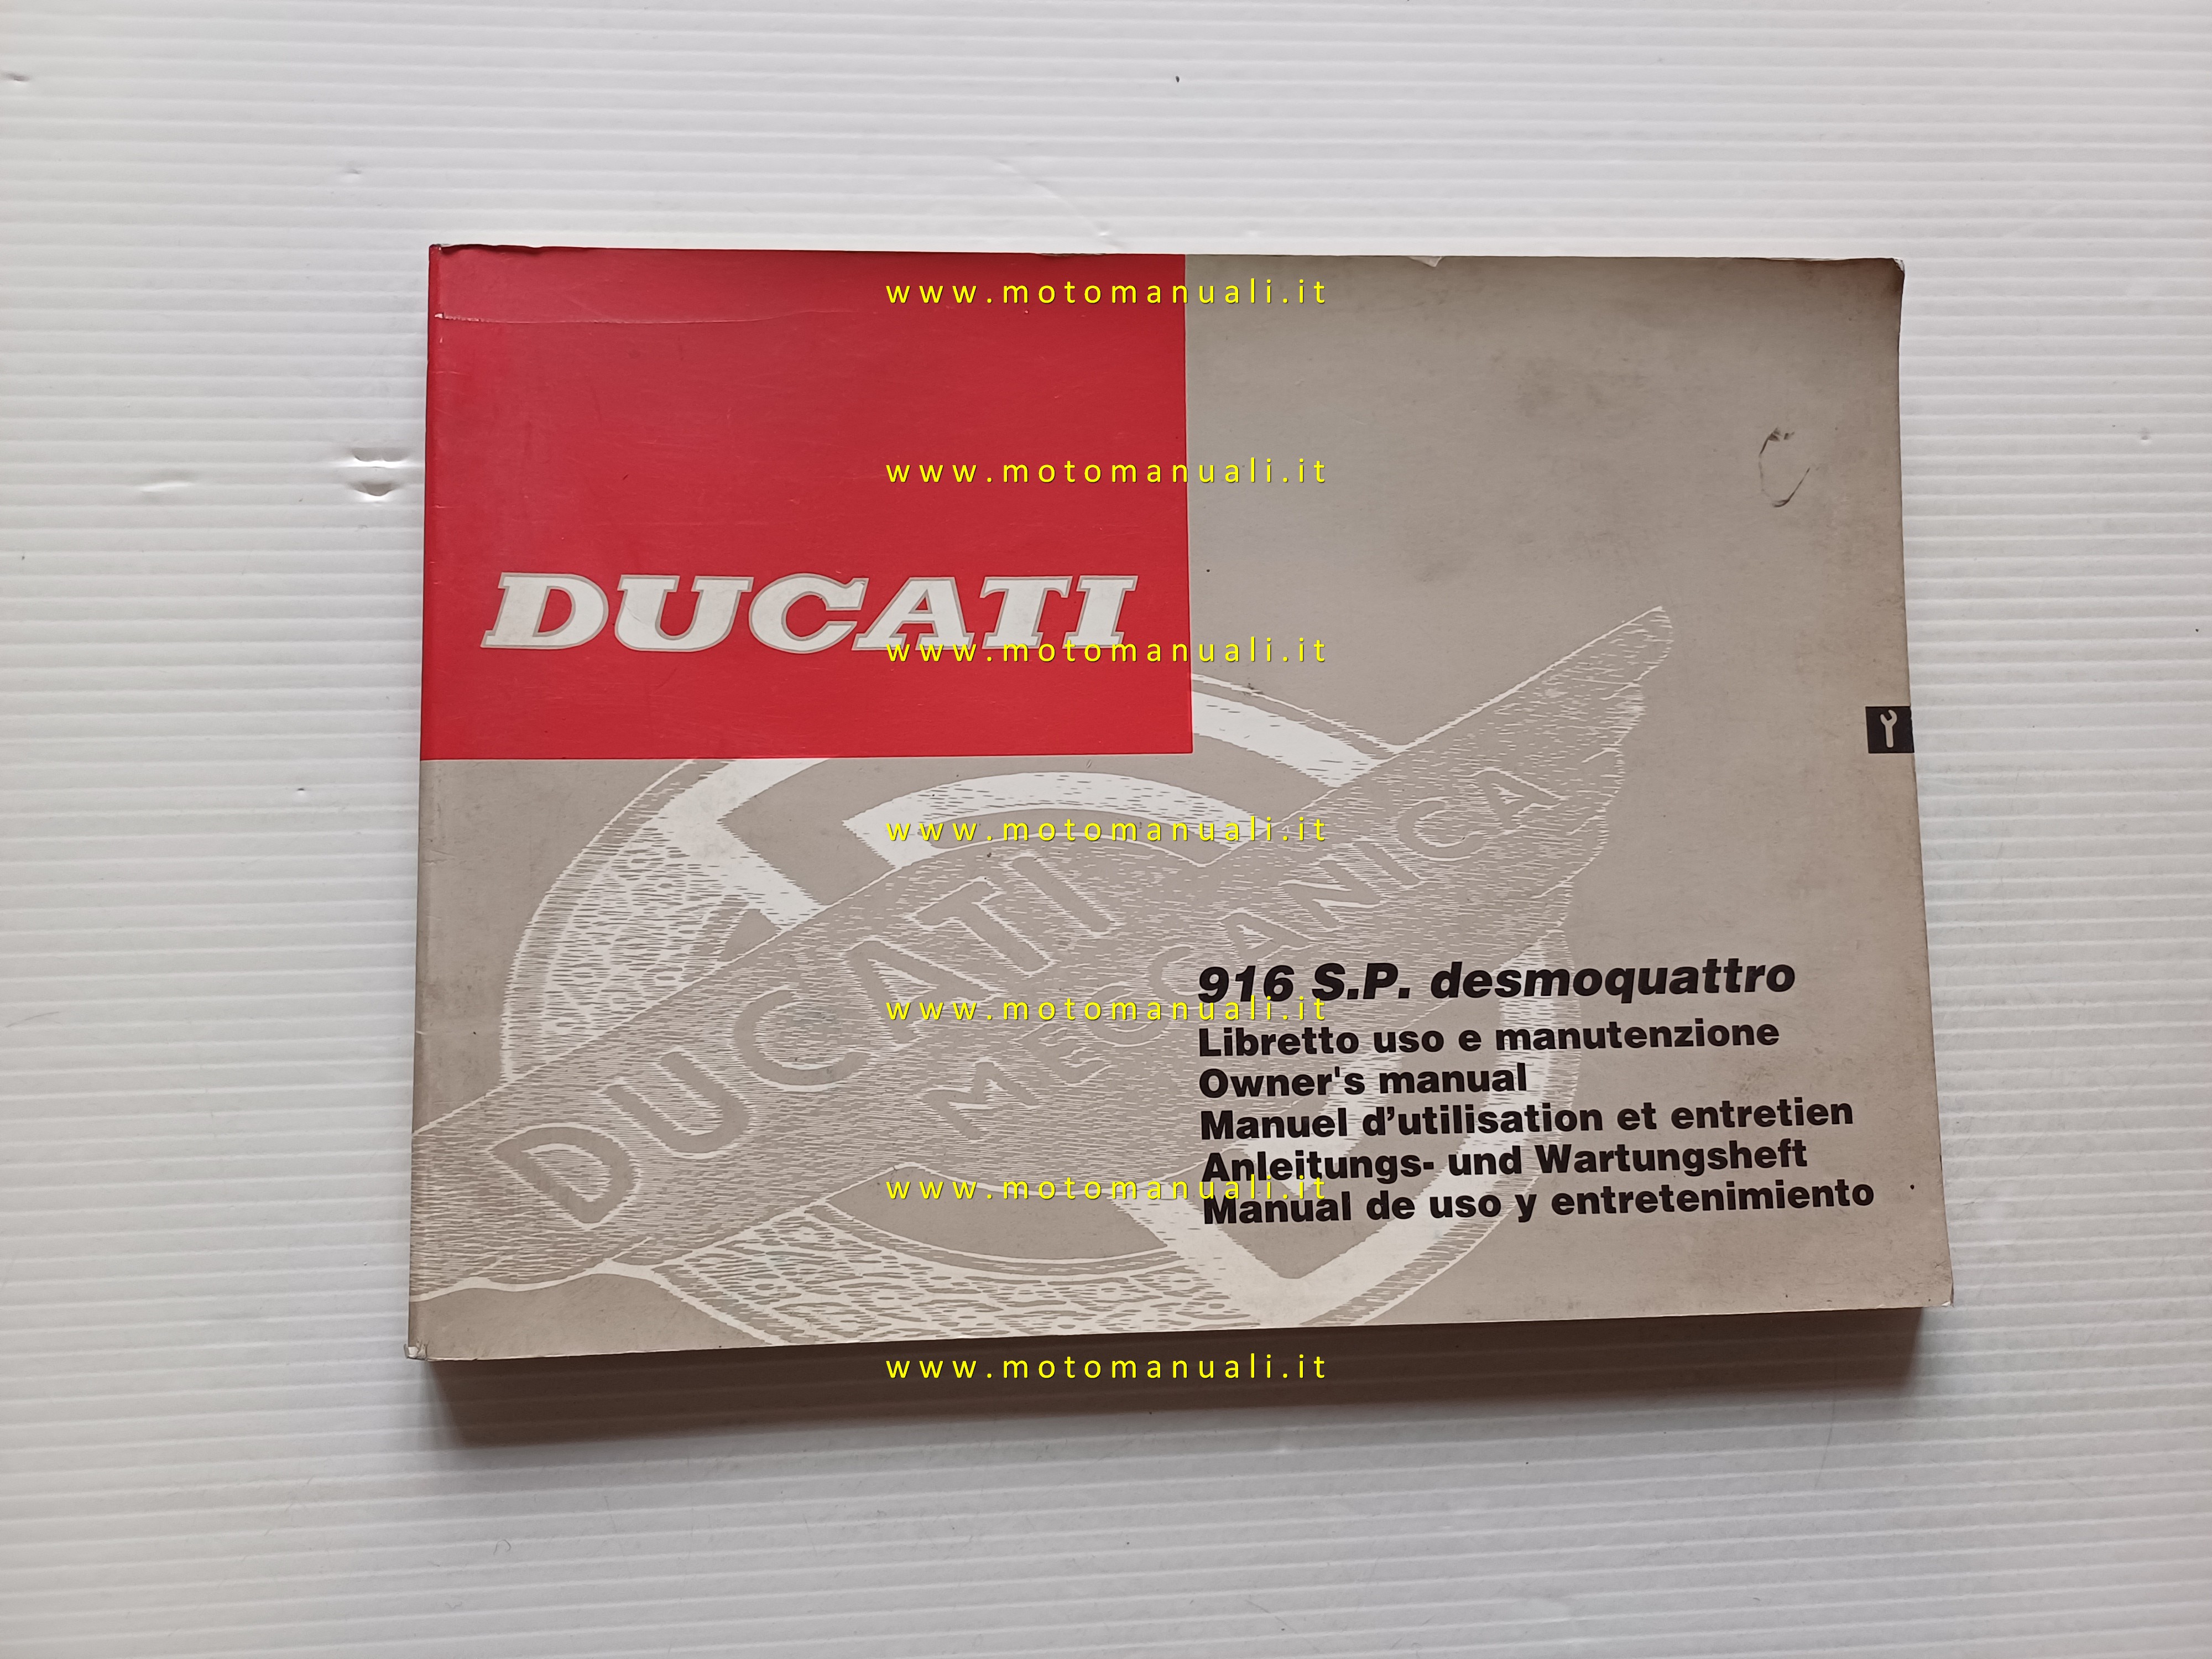 www.motomanuali.it
www.motomanuali.it
DUCATI
www.motomanuali.it
www.motomanuali.it
DUCATI
MECCANICA
916 S.P. desmoquattro
www.motomanuali.it
Libretto uso e manutenzione
Owner's manual
Manuel d'utilisation et entretien
Anleitungs- und Wartungsheft
www.motomanuali.it
Manual de uso y entretenimiento
www.motomanuali.it